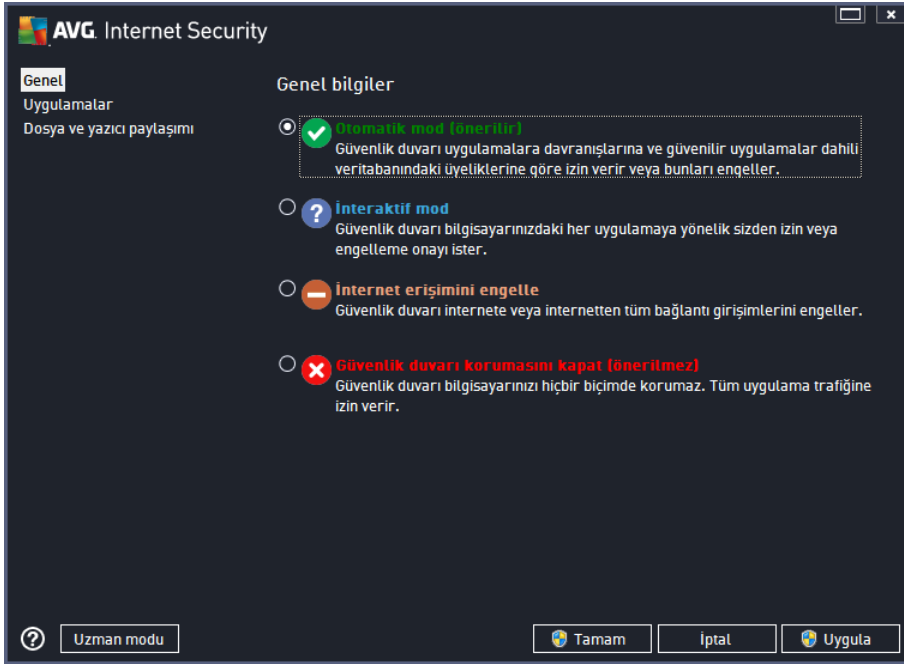 AVG. Internet Security
Genel
Uygulamalar
Dosya ve yazıcı paylaşımı
Genel bilgiler
Otomatik mod (önerilir)
Güvenlik duvarı uygulamalara davranışlarına ve güvenilir uygulamalar dahili
veritabanındaki üyeliklerine göre izin verir veya bunları engeller.
İnteraktif mod
Güvenlik duvarı bilgisayarınızdaki her uygulamaya yönelik sizden izin veya
engelleme onayı ister.
İnternet erişimini engelle
Güvenlik duvarı internete veya internetten tüm bağlantı girişimlerini engeller.
Güvenlik duvarı korumasını kapat (önerilmez)
Güvenlik duvarı bilgisayarınızı hiçbir biçimde korumaz. Tüm uygulama trafiğine
izin verir.
Uzman modu
Tamam
İptal
Uygula